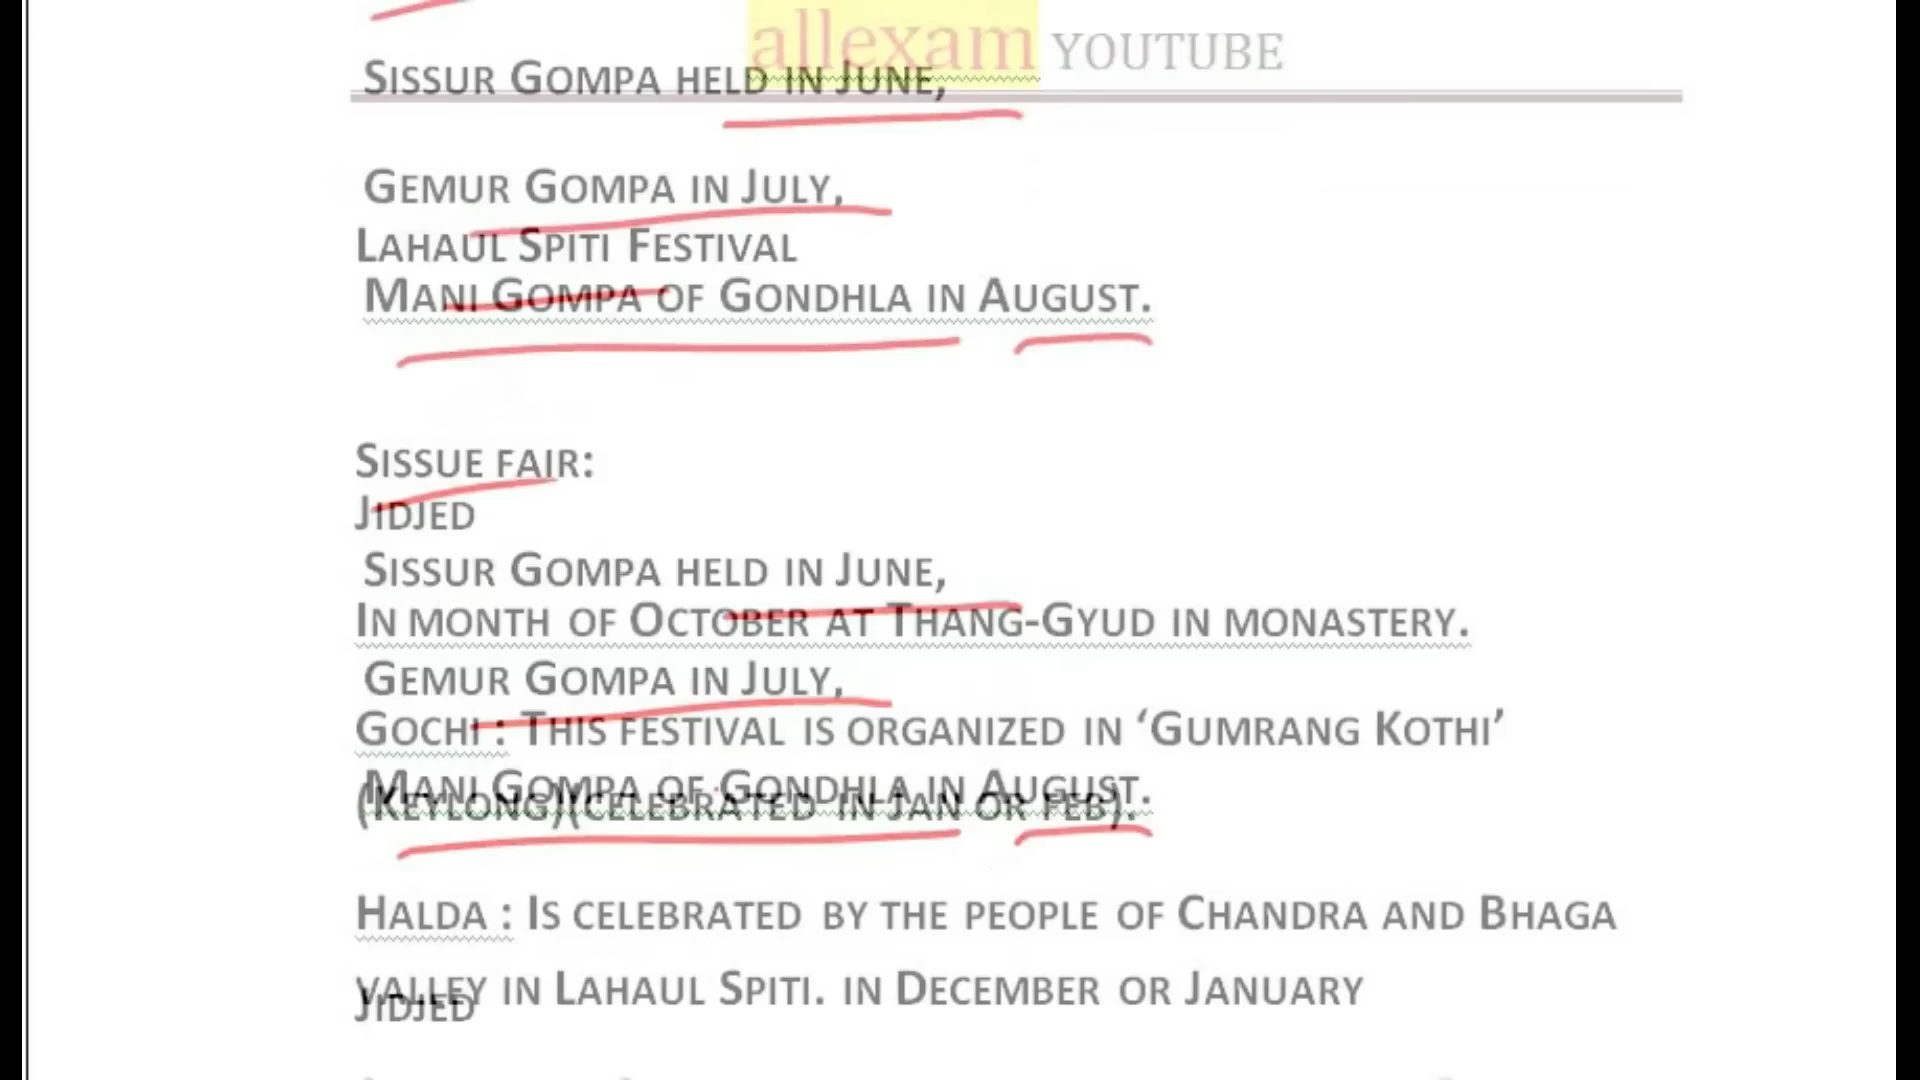 allexam YOUTUBE
SISSUR GOMPA HELD IN JUNE,
GEMUR GOMPA IN JULY,
LAHAUL SPITI FESTIVAL
MANI GOMPA OF GONDHLA IN AUGUST.
SISSUE FAIR:
JIDJED
SISSUR GOMPA HELD IN JUNE,
IN MONTH OF OCTOBER AT THANG-GYUD IN MONASTERY.
GEMUR GOMPA IN JULY,
GOCHI : THIS FESTIVAL IS ORGANIZED IN ‘GUMRANG KOTHI’
MANI GOMPA OF GONDHLA IN AUGUST.
(KEYLONG)(CELEBRATED IN JAN OR FEB).
HALDA : IS CELEBRATED BY THE PEOPLE OF CHANDRA AND BHAGA
VALLEY IN LAHAUL SPITI. IN DECEMBER OR JANUARY
JIDJED